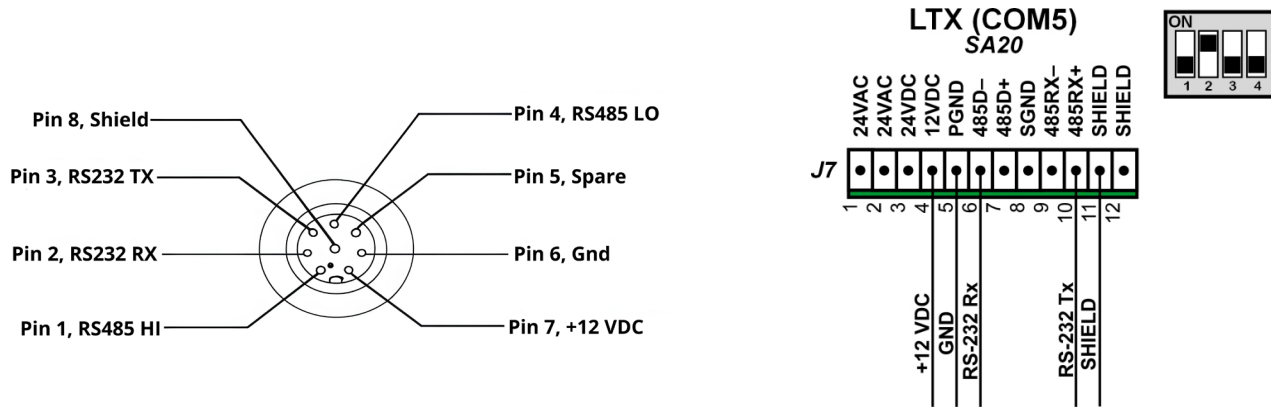 Pin 8, Shield
Pin 3, RS232 TX
Pin 2, RS232 RX
Pin 1, RS485 HI
Pin 4, RS485 LO
Pin 5, Spare
Pin 6, Gnd
Pin 7, +12 VDC
LTX (COM5)
SA20
24VAC
24VAC
24VDC
12VDC
PGND
485D–
485D+
SGND
485RX–
485RX+
SHIELD
SHIELD
J7
1
2
3
4
5
6
7
8
9
10
11
12
+12 VDC
GND
RS-232 Rx
RS-232 Tx
SHIELD
ON
1 2 3 4